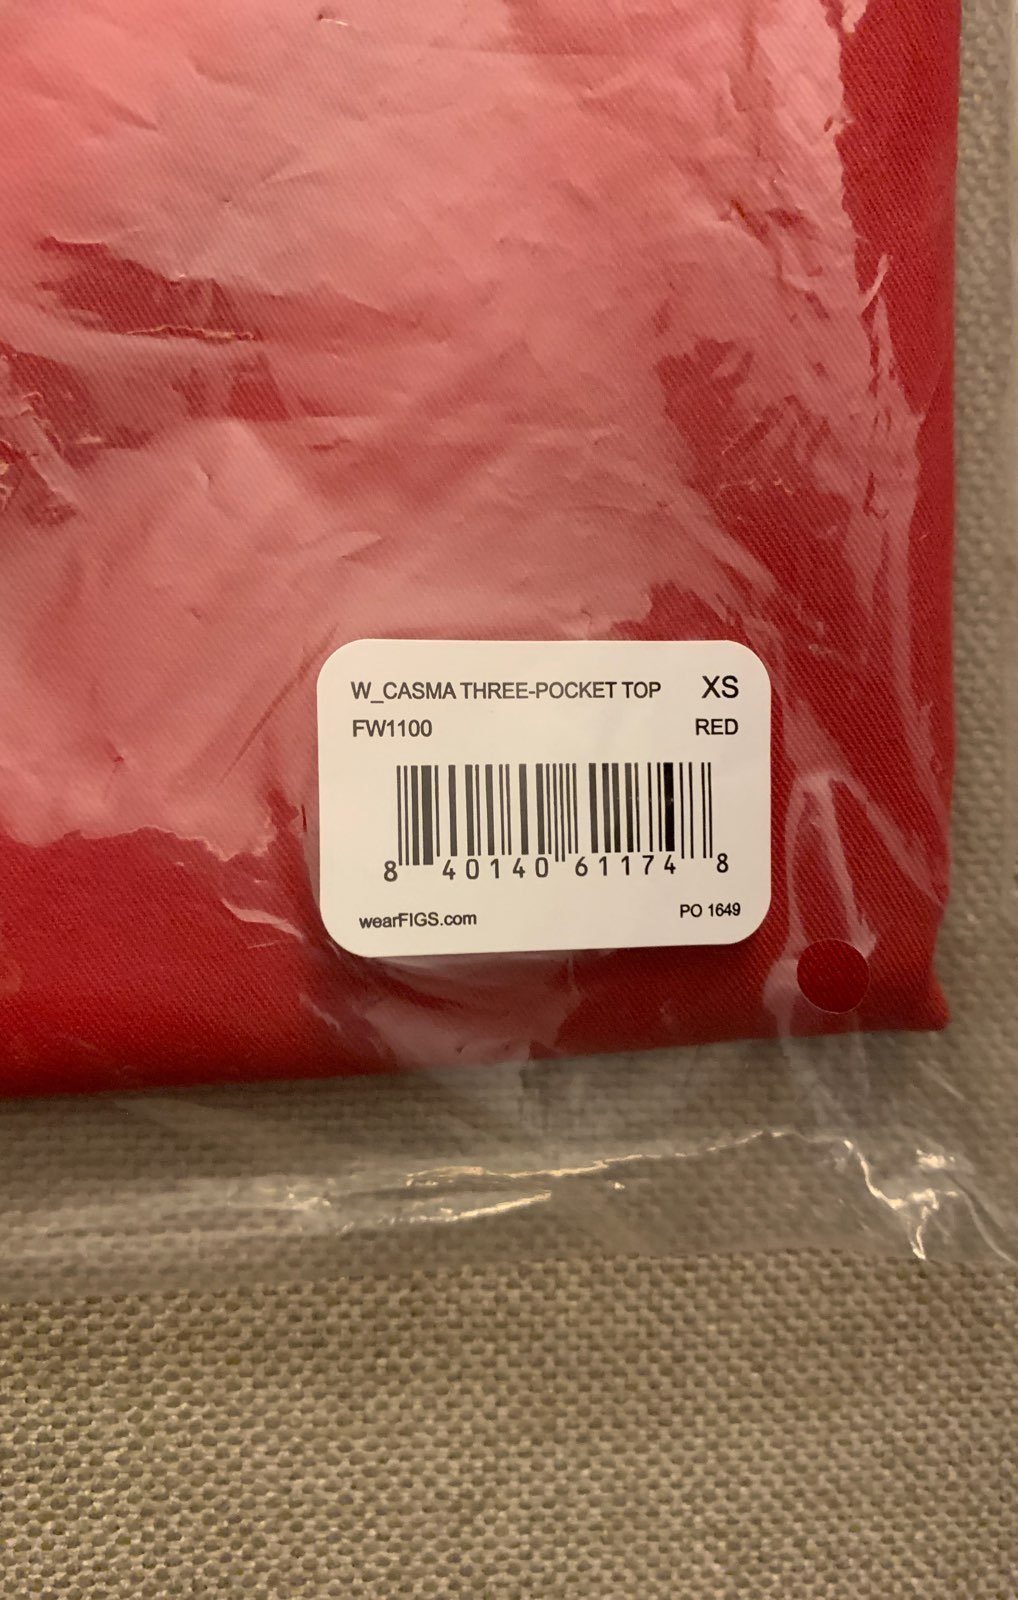 W_CASMA THREE-POCKET TOP XS
FW1100 RED
8 40140 61174 8
wearFIGS.com PO 1649